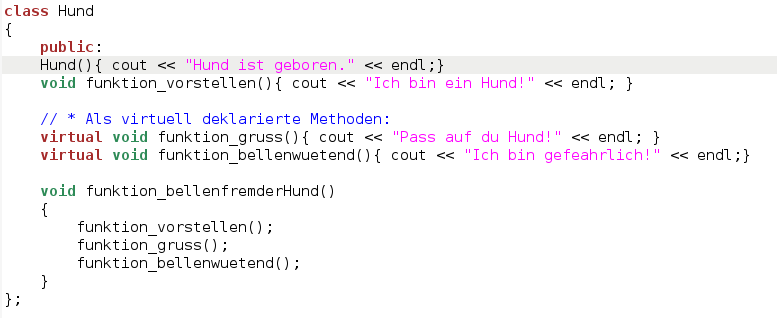 class Hund
{
    public:
    Hund(){ cout << "Hund ist geboren." << endl;}
    void funktion_vorstellen(){ cout << "Ich bin ein Hund!" << endl; }

    // * Als virtuell deklarierte Methoden:
    virtual void funktion_gruss(){ cout << "Pass auf du Hund!" << endl; }
    virtual void funktion_bellenwuetend(){ cout << "Ich bin gefeahrlich!" << endl;}

    void funktion_bellenfremderHund()
    {
        funktion_vorstellen();
        funktion_gruss();
        funktion_bellenwuetend();
    }
};